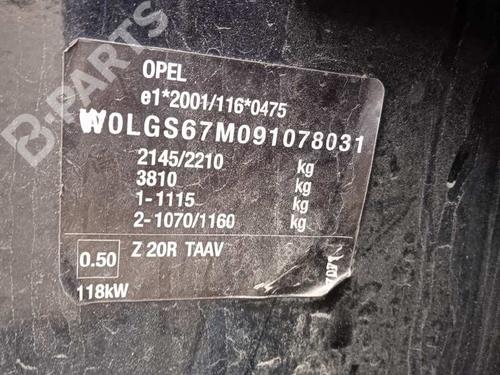 OPEL
e1*2001/116*0475
W0LGS67M091078031
2145/2210 kg
3810 kg
1-1115 kg
2-1070/1160 kg
0.50 Z 20R TAAV
118kW
B-PARTS